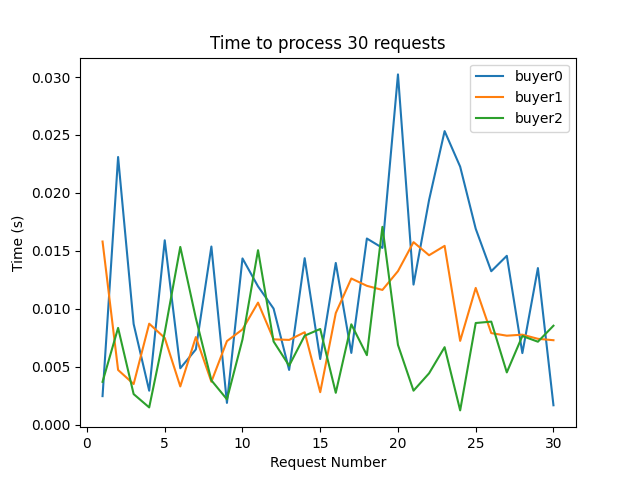 Time to process 30 requests
buyer0
buyer1
buyer2
Time (s)
0.030
0.025
0.020
0.015
0.010
0.005
0.000
0 5 10 15 20 25 30
Request Number